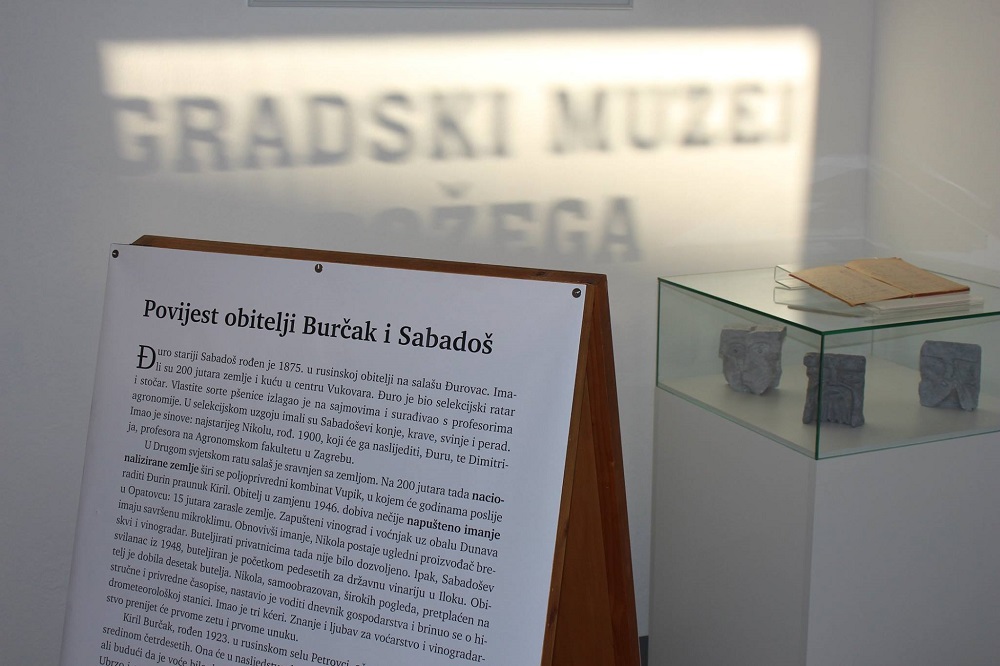 GRADSKI MUZEJ
POŽEGA
Povijest obitelji Burčak i Sabadoš
Đuro stariji Sabadoš rođen je 1875. u rusinskoj obitelji na salašu Đurovac. Ima-
li su 200 jutara zemlje i kuću u centru Vukovara. Đuro je bio selekcijski ratar
i stočar. Vlastite sorte pšenice izlagao je na sajmovima i surađivao s profesorima
agronomije. U selekcijskom uzgoju imali su Sabadoševi konje, krave, svinje i perad.
Imao je sinove: najstarijeg Nikolu, rođ. 1900, koji će ga naslijediti, Đuru, te Dimitri-
ja, profesora na Agronomskom fakultetu u Zagrebu.
U Drugom svjetskom ratu salaš je sravnjen sa zemljom. Na 200 jutara tada nacio-
nalizirane zemlje širi se poljoprivredni kombinat Vupik, u kojem će godinama poslije
raditi Đurin praunuk Kiril. Obitelj u zamjenu 1946. dobiva nečije napušteno imanje
u Opatovcu: 15 jutara zarasle zemlje. Zapušteni vinograd i voćnjak uz obalu Dunava
imaju savršenu mikroklimu. Obnovivši imanje, Nikola postaje ugledni proizvođač bre-
skvi i vinogradar. Buteljirati privatnicima tada nije bilo dozvoljeno. Ipak, Sabadošev
svilanac iz 1948, buteljiran je početkom pedesetih za državnu vinariju u Iloku. Obi-
telj je dobila desetak butelja. Nikola, samoobrazovan, širokih pogleda, pretplaćen na
stručne i privredne časopise, nastavio je voditi dnevnik gospodarstva i brinuo se o hi-
drometeorološkoj stanici. Imao je tri kćeri. Znanje i ljubav za voćarstvo i vinogradar-
stvo prenijet će prvome zetu i prvome unuku.
Kiril Burčak, rođen 1923. u rusinskom selu Petrovci,
sredinom četrdesetih. Ona će u nasljedstvo
ali budući da je voće
Ubrzo